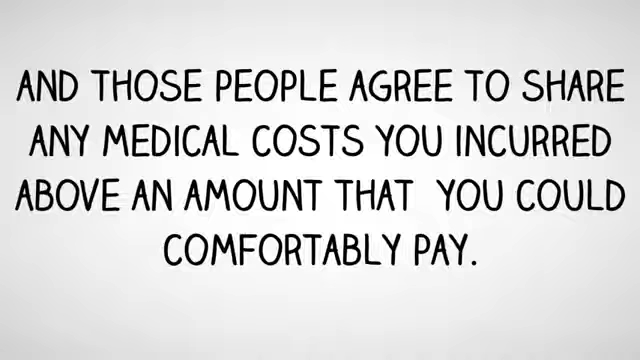 AND THOSE PEOPLE AGREE TO SHARE
ANY MEDICAL COSTS YOU INCURRED
ABOVE AN AMOUNT THAT YOU COULD
COMFORTABLY PAY.